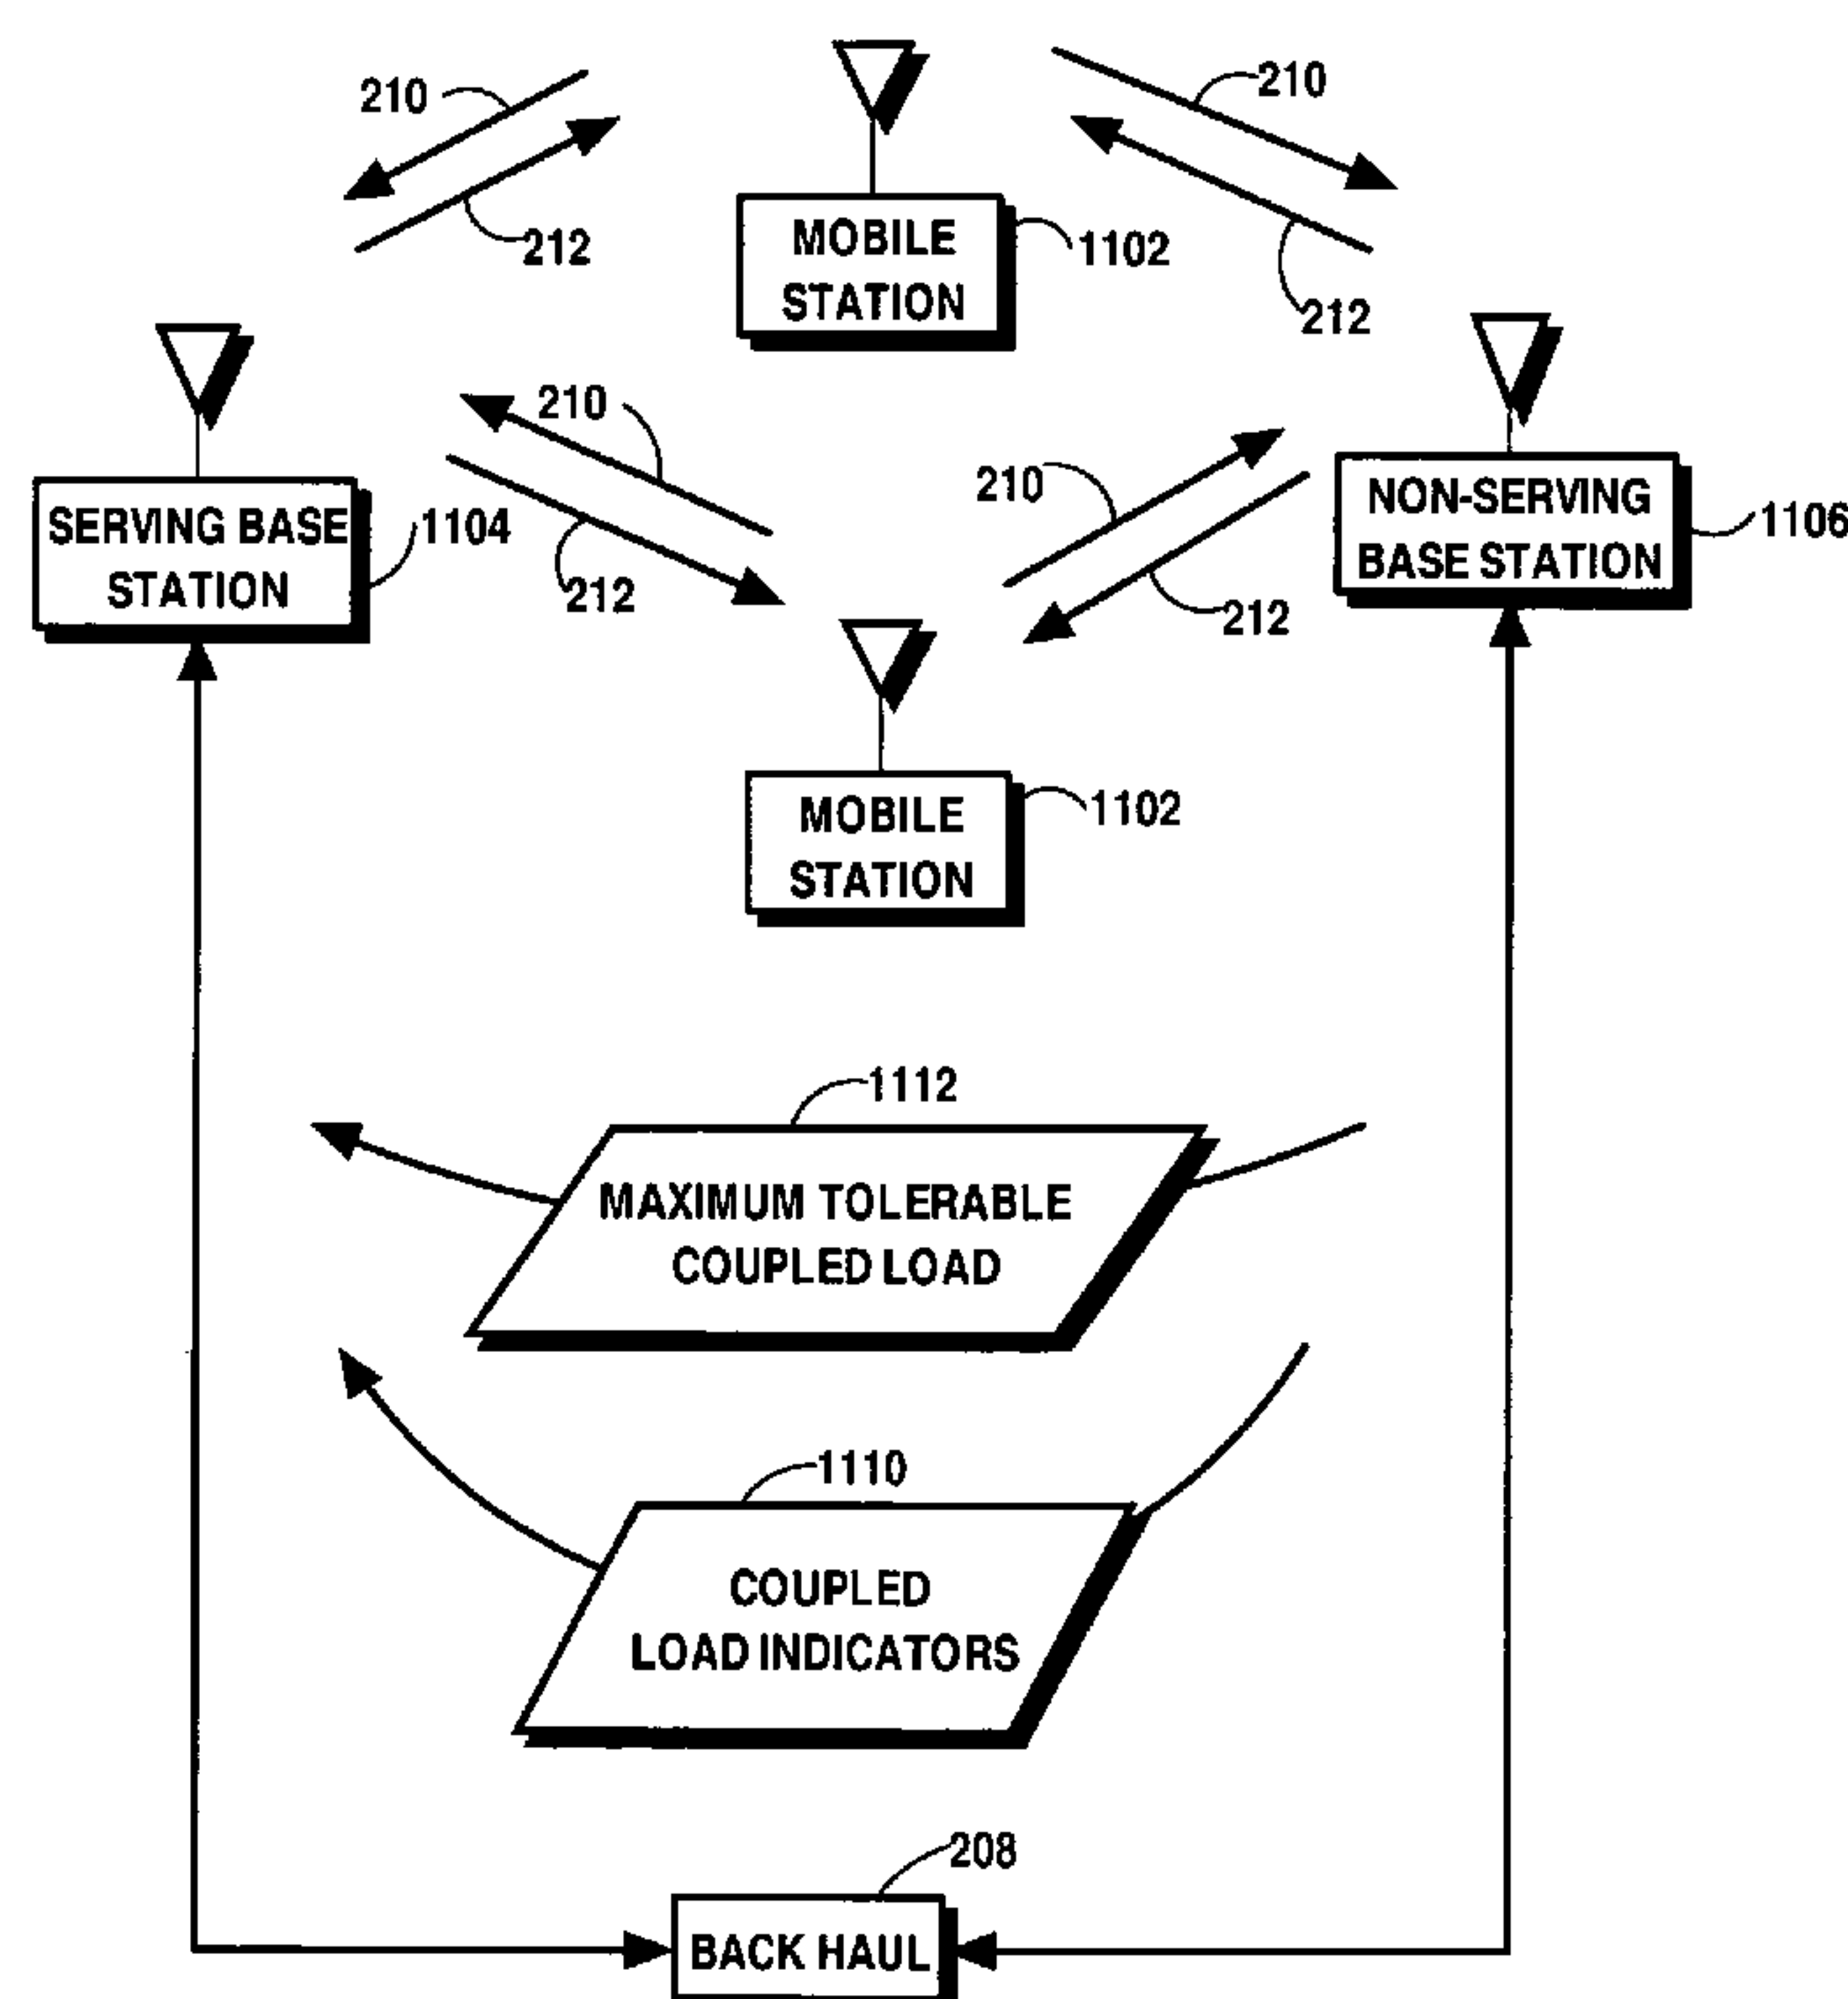 210
210
212
MOBILE
STATION
1102
212
210
210
SERVING BASE
STATION
1104
212
NON-SERVING
BASE STATION
1106
212
MOBILE
STATION
1102
1112
MAXIMUM TOLERABLE
COUPLED LOAD
1110
COUPLED
LOAD INDICATORS
208
BACK HAUL